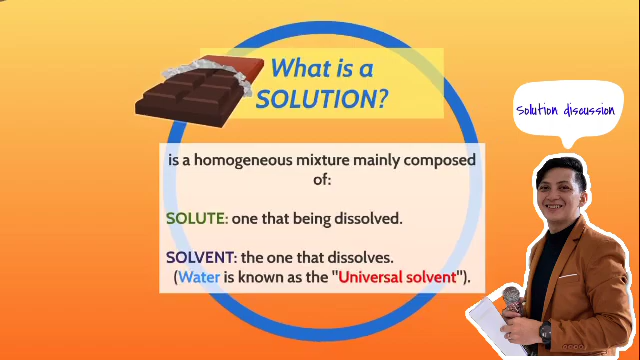 What is a
SOLUTION?
Solution discussion
is a homogeneous mixture mainly composed
of:
SOLUTE: one that being dissolved.
SOLVENT: the one that dissolves.
(Water is known as the "Universal solvent").